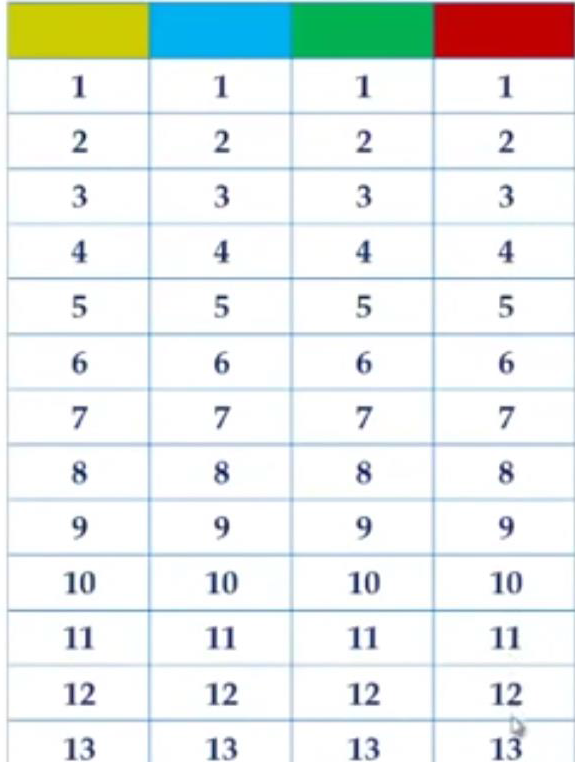 1 1 1 1
2 2 2 2
3 3 3 3
4 4 4 4
5 5 5 5
6 6 6 6
7 7 7 7
8 8 8 8
9 9 9 9
10 10 10 10
11 11 11 11
12 12 12 12
13 13 13 13